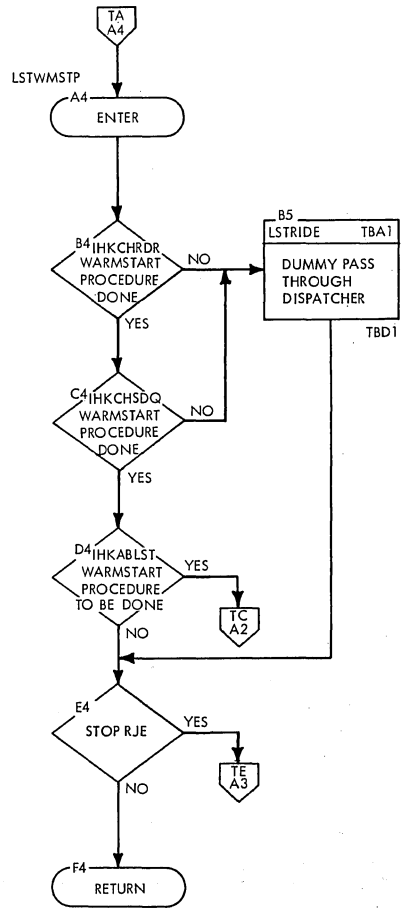 TA
A4
LSTWMSTP
A4
ENTER
B4
IHKCHRDR
WARMSTART
PROCEDURE
DONE
NO
YES
B5
LSTRIDE TBA1
DUMMY PASS
THROUGH
DISPATCHER
TBD1
C4
IHKCHSDQ
WARMSTART
PROCEDURE
DONE
NO
YES
D4
IHKABLST
WARMSTART
PROCEDURE
TO BE DONE
YES
TC
A2
NO
E4
STOP RJE
YES
TE
A3
NO
F4
RETURN